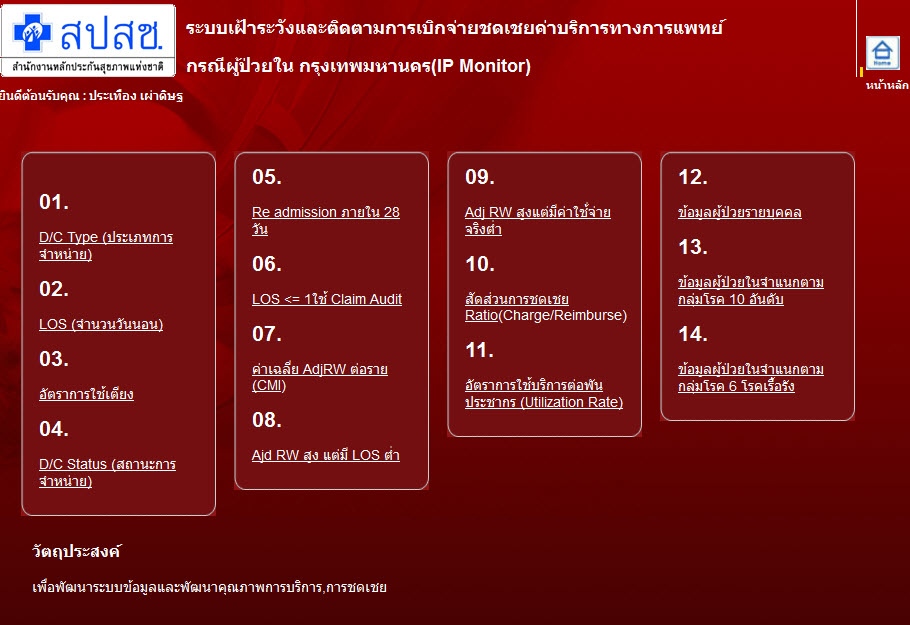 สปสช.
สำนักงานหลักประกันสุขภาพแห่งชาติ
ระบบเฝ้าระวังและติดตามการเบิกจ่ายชดเชยค่าบริการทางการแพทย์
กรณีผู้ป่วยใน กรุงเทพมหานคร(IP Monitor)
Home
หน้าหลัก
ยินดีต้อนรับคุณ : ประเทือง เผ่าดิษฐ
01.
D/C Type (ประเภทการ
จำหน่าย)
02.
LOS (จำนวนวันนอน)
03.
อัตราการใช้เตียง
04.
D/C Status (สถานะการ
จำหน่าย)
05.
Re admission ภายใน 28
วัน
06.
LOS <= 1ใช้ Claim Audit
07.
ค่าเฉลี่ย AdjRW ต่อราย
(CMI)
08.
Ajd RW สูง แต่มี LOS ต่ำ
09.
Adj RW สูงแต่มีค่าใช้จ่าย
จริงต่ำ
10.
สัดส่วนการชดเชย
Ratio(Charge/Reimburse)
11.
อัตราการใช้บริการต่อพัน
ประชากร (Utilization Rate)
12.
ข้อมูลผู้ป่วยรายบุคคล
13.
ข้อมูลผู้ป่วยในจำแนกตาม
กลุ่มโรค 10 อันดับ
14.
ข้อมูลผู้ป่วยในจำแนกตาม
กลุ่มโรค 6 โรคเรื้อรัง
วัตถุประสงค์
เพื่อพัฒนาระบบข้อมูลและพัฒนาคุณภาพการบริการ,การชดเชย